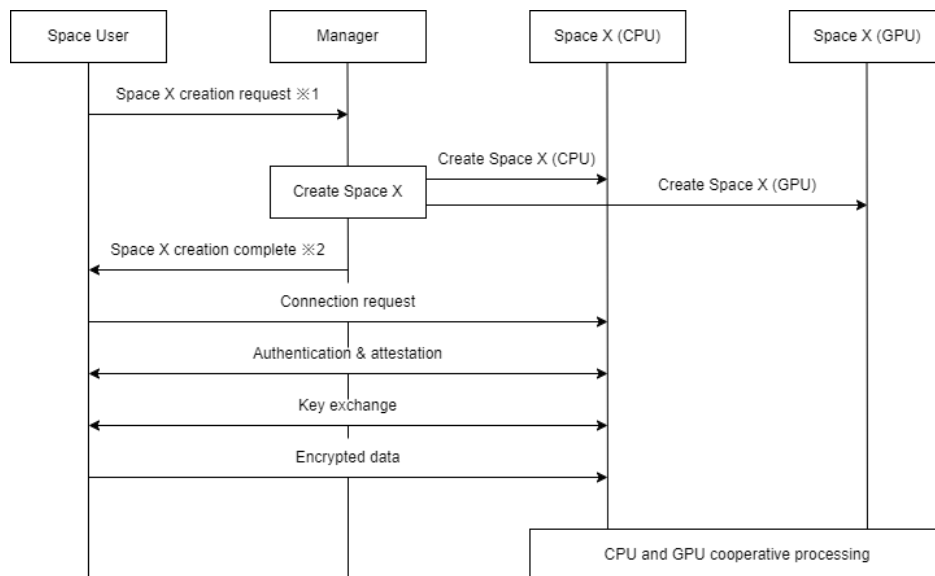 Space User
Manager
Space X (CPU)
Space X (GPU)
Space X creation request ※1
Create Space X (CPU)
Create Space X
Create Space X (GPU)
Space X creation complete ※2
Connection request
Authentication & attestation
Key exchange
Encrypted data
CPU and GPU cooperative processing